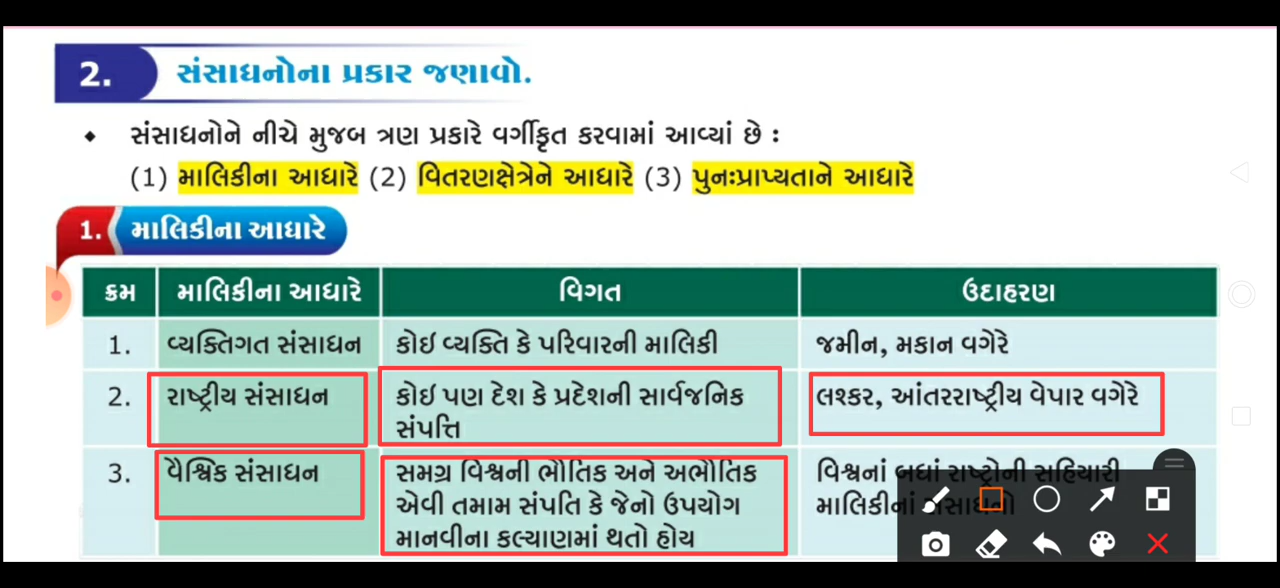 2. સંસાધનોના પ્રકાર જણાવો.
◆ સંસાધનોને નીચે મુજબ ત્રણ પ્રકારે વર્ગીકૃત કરવામાં આવ્યાં છે :
(1) માલિકીના આધારે (2) વિતરણક્ષેત્રેને આધારે (3) પુનઃપ્રાપ્યતાને આધારે
1. માલિકીના આધારે
ક્રમ માલિકીના આધારે વિગત ઉદાહરણ
1. વ્યક્તિગત સંસાધન કોઈ વ્યક્તિ કે પરિવારની માલિકી જમીન, મકાન વગેરે
2. રાષ્ટ્રીય સંસાધન કોઈ પણ દેશ કે પ્રદેશની સાર્વજનિક લશ્કર, આંતરરાષ્ટ્રીય વેપાર વગેરે
સંપત્તિ
3. વૈશ્વિક સંસાધન સમગ્ર વિશ્વની ભૌતિક અને અભૌતિક વિશ્વનાં બધાં રાષ્ટ્રોની સહિયારી
એવી તમામ સંપતિ કે જેનો ઉપયોગ માલિકીનાં સંસાધનો
માનવીના કલ્યાણમાં થતો હોય